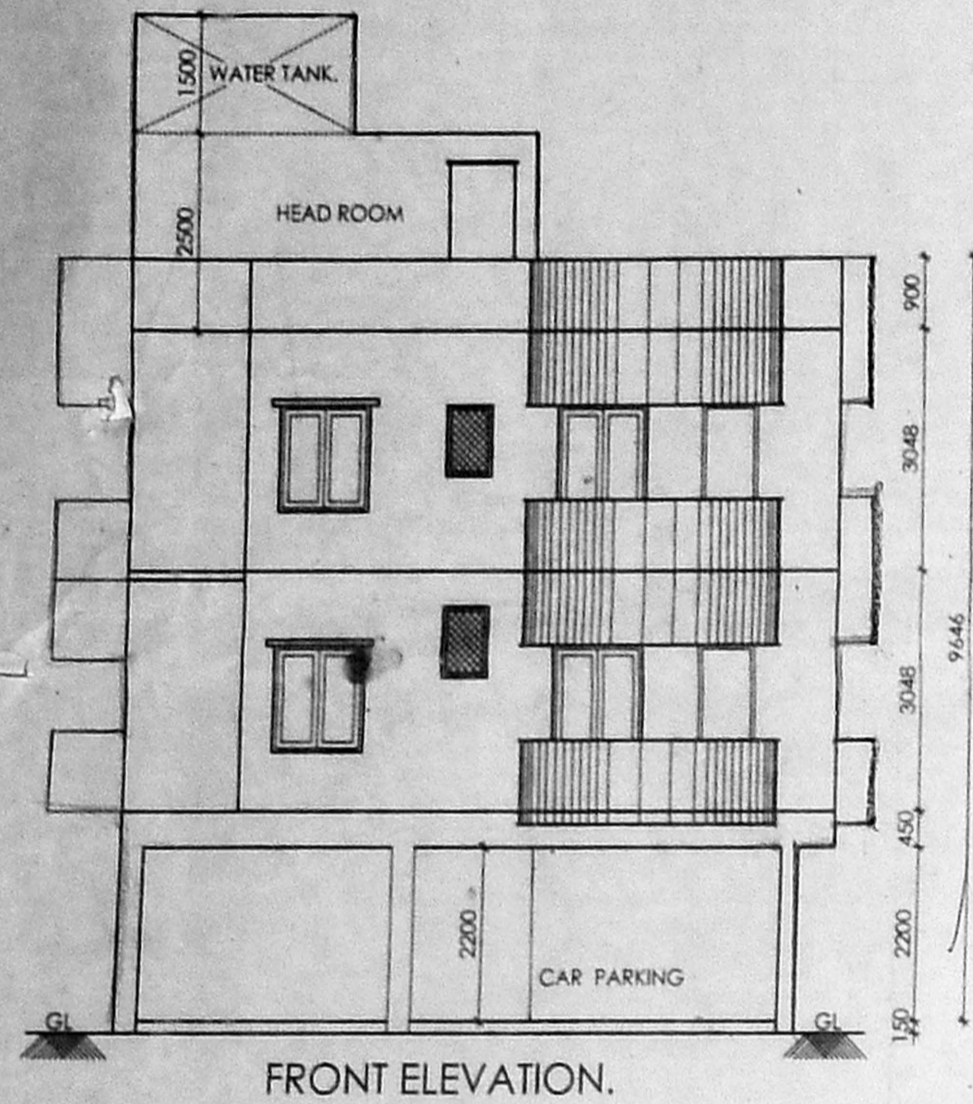 1500
WATER TANK.
2500
HEAD ROOM
900
3048
9646
3048
450
2200
2200
CAR PARKING
150
GL
GL
FRONT ELEVATION.